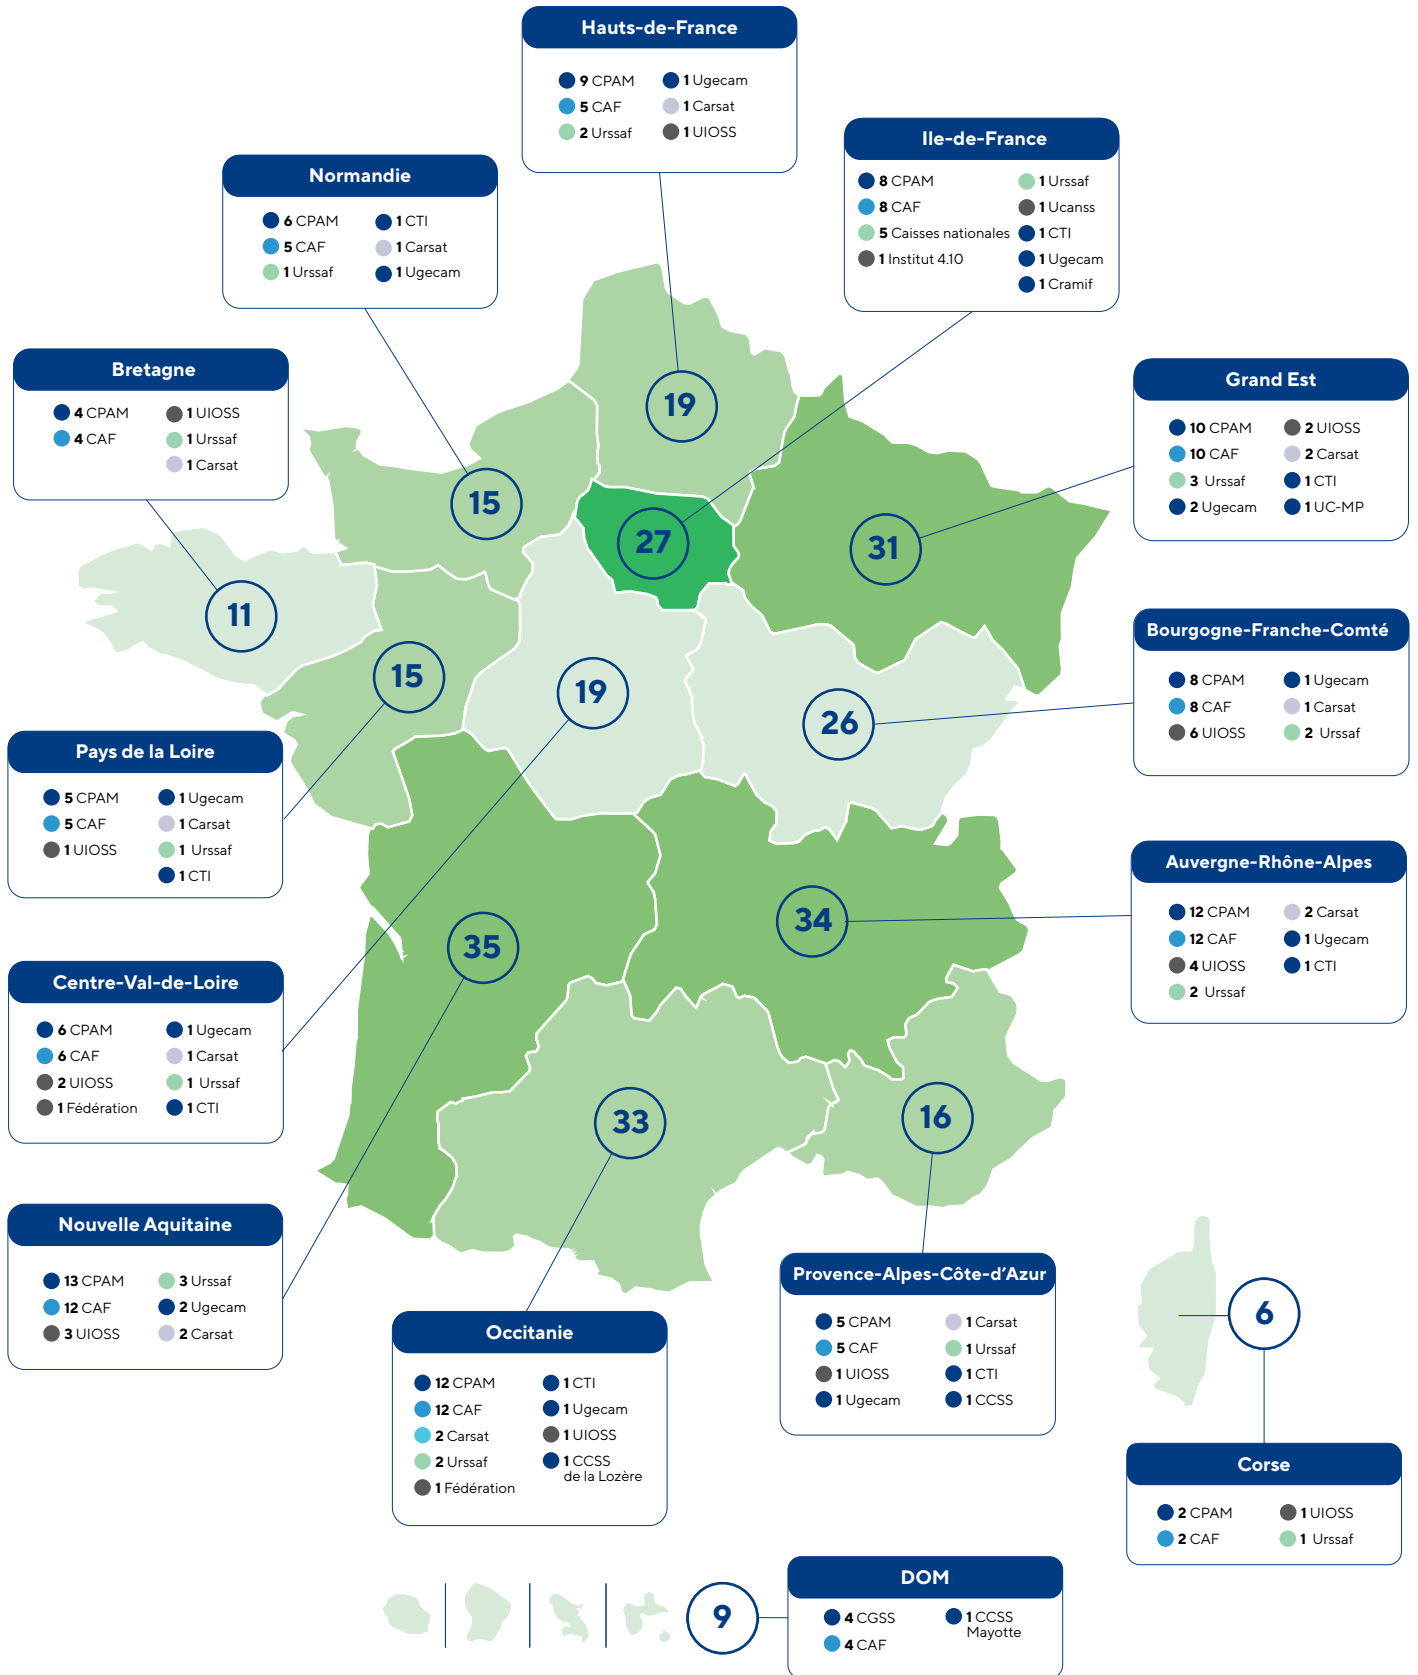 Hauts-de-France
9 CPAM
5 CAF
2 Urssaf
1 Ugecam
1 Carsat
1 UIOSS
Ile-de-France
8 CPAM
8 CAF
5 Caisses nationales
1 Institut 4.10
1 Urssaf
1 Ucanss
1 CTI
1 Ugecam
1 Cramif
Normandie
6 CPAM
5 CAF
1 Urssaf
1 CTI
1 Carsat
1 Ugecam
Bretagne
4 CPAM
4 CAF
1 UIOSS
1 Urssaf
1 Carsat
Grand Est
10 CPAM
10 CAF
3 Urssaf
2 Ugecam
2 UIOSS
2 Carsat
1 CTI
1 UC-MP
19
15
27
31
11
15
19
26
Bourgogne-Franche-Comté
8 CPAM
8 CAF
6 UIOSS
1 Ugecam
1 Carsat
2 Urssaf
Pays de la Loire
5 CPAM
5 CAF
1 UIOSS
1 Ugecam
1 Carsat
1 Urssaf
1 CTI
Auvergne-Rhône-Alpes
12 CPAM
12 CAF
4 UIOSS
2 Urssaf
2 Carsat
1 Ugecam
1 CTI
34
35
Centre-Val-de-Loire
6 CPAM
6 CAF
2 UIOSS
1 Fédération
1 Ugecam
1 Carsat
1 Urssaf
1 CTI
33
16
Nouvelle Aquitaine
13 CPAM
12 CAF
3 UIOSS
3 Urssaf
2 Ugecam
2 Carsat
Provence-Alpes-Côte-d'Azur
5 CPAM
5 CAF
1 UIOSS
1 Ugecam
1 Carsat
1 Urssaf
1 CTI
1 CCSS
6
Occitanie
12 CPAM
12 CAF
2 Carsat
2 Urssaf
1 Fédération
1 CTI
1 Ugecam
1 UIOSS
1 CCSS
de la Lozère
Corse
2 CPAM
2 CAF
1 UIOSS
1 Urssaf
9
DOM
4 CGSS
4 CAF
1 CCSS
Mayotte